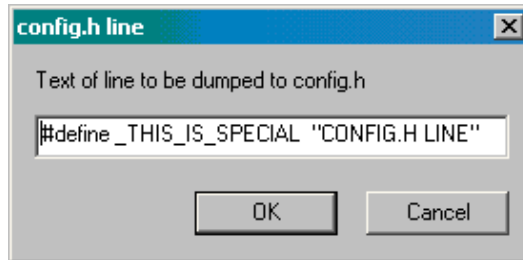 config.h line
Text of line to be dumped to config.h
#define _THIS_IS_SPECIAL  "CONFIG.H LINE"
OK
Cancel